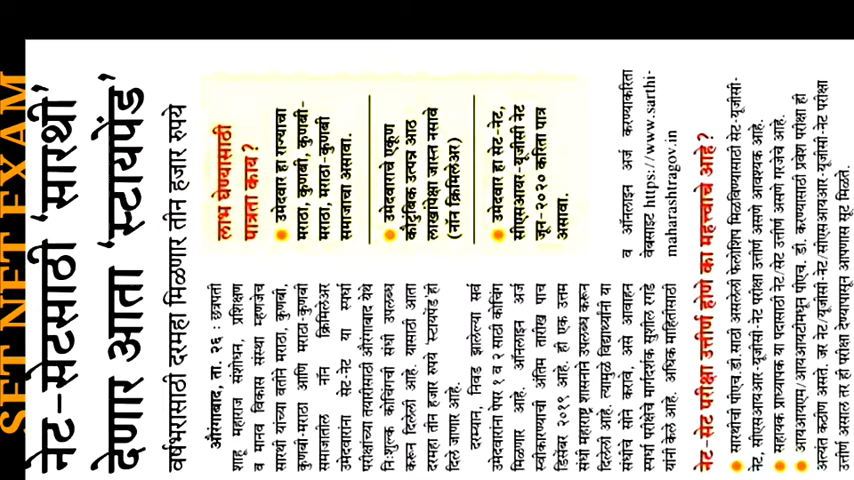 SET NET EXAM
नेट-सेटसाठी 'सारथी'
देणार आता 'स्टायपेंड'
वर्षभरासाठी दरमहा मिळणार तीन हजार रुपये
औरंगाबाद, ता. २६ : छत्रपती
शाहू महाराज संशोधन, प्रशिक्षण
व मानव विकास संस्था म्हणजेच
सारथी यांच्या वतीने मराठा, कुणबी,
कुणबी-मराठा आणि मराठा-कुणबी
समाजातील नॉन क्रिमिलेअर
उमेदवारांना सेट-नेट या स्पर्धा
परीक्षांच्या तयारीसाठी औरंगाबाद येथे
निःशुल्क कोचिंगची संधी उपलब्ध
करून दिलेली आहे. यासाठी आता
दरमहा तीन हजार रुपये 'स्टायपेंड'ही
दिले जाणार आहे.
दरम्यान, निवड झालेल्या सर्व
उमेदवारांना पेपर १ व २ साठी कोचिंग
मिळणार आहे. ऑनलाइन अर्ज
स्वीकारण्याची अंतिम तारीख पाच
डिसेंबर २०१९ आहे. ही एक उत्तम
संधी महाराष्ट्र शासनाने उपलब्ध करून
दिलेली आहे. त्यामुळे विद्यार्थ्यांनी या
संधीचे सोने करावे, असे आवाहन
स्पर्धा परीक्षेचे मार्गदर्शक सुशील
यांनी केले आहे. अधिक माहितीसाठी
लाभ घेण्यासाठी
पात्रता काय?
उमेदवार हा राज्याचा
मराठा, कुणबी, कुणबी-
मराठा, मराठा-कुणबी
समाजाचा असावा.
उमेदवाराचे एकूण
कौटुंबिक उत्पन्न आठ
लाखापेक्षा जास्त नसावे
(नॉन क्रिमिलेअर)
उमेदवार हा सेट-नेट,
सीएसआयर-यूजीसी नेट
जून-२०२० करिता पात्र
असावा.
व ऑनलाइन अर्ज करण्याकरिता
वेबसाइट https://www.sarthi-
maharashtragov.in
नेट-सेट परीक्षा उत्तीर्ण होणे का महत्त्वाचे आहे?
सारथीची पीएच.डी.साठी असलेली फेलोशिप मिळविण्यासाठी सेट-यूजीसी-
नेट, सीएसआयआर-यूजीसी-नेट परीक्षा उत्तीर्ण असणे आवश्यक आहे.
सहायक प्राध्यापक या पदासाठी नेट/सेट उत्तीर्ण असणे गरजेचे आहे.
आयआयएम/आयआयटीमधून पीएच. डी. करण्यासाठी प्रवेश परीक्षा ही
अत्यंत कठीण असते. जर नेट/यूजीसी-नेट/सीएसआयआर-यूजीसी-नेट परीक्षा
उत्तीर्ण असाल तर ही परीक्षा देण्यापासून आपणास सूट मिळते.